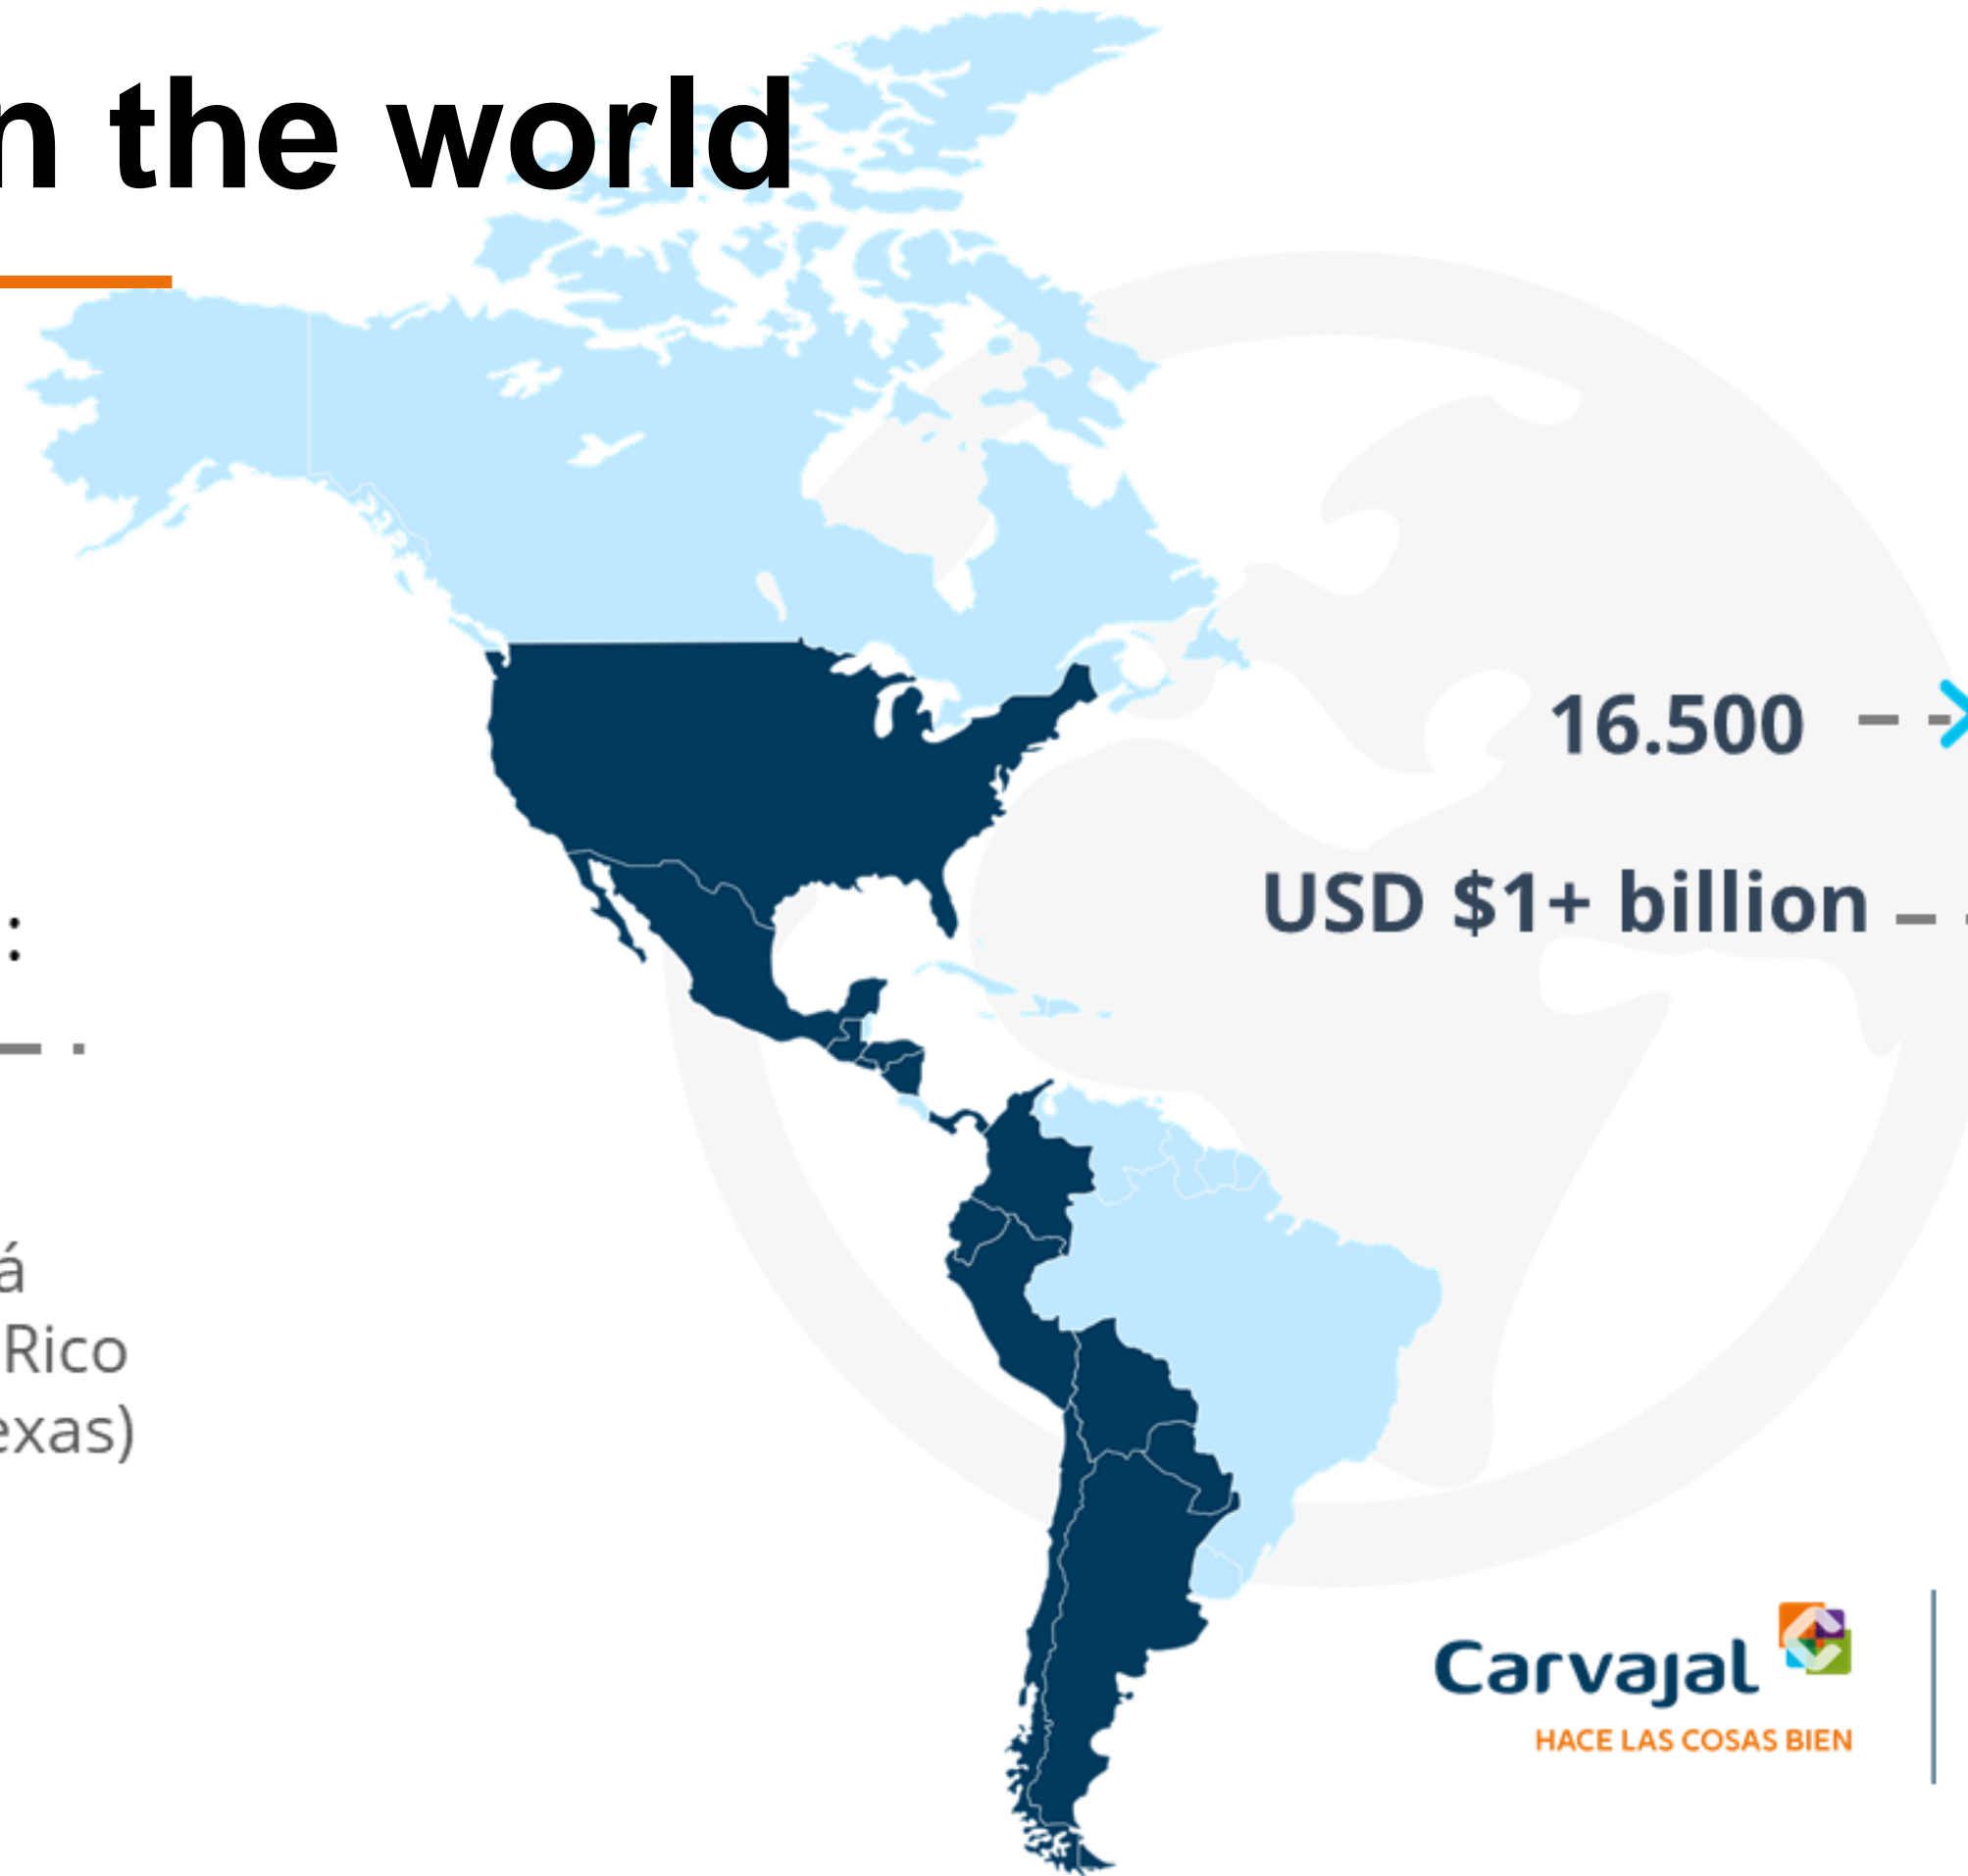 n the world
16.500
USD $1+ billion
:
á
Rico
exas)
Carvajal
HACE LAS COSAS BIEN